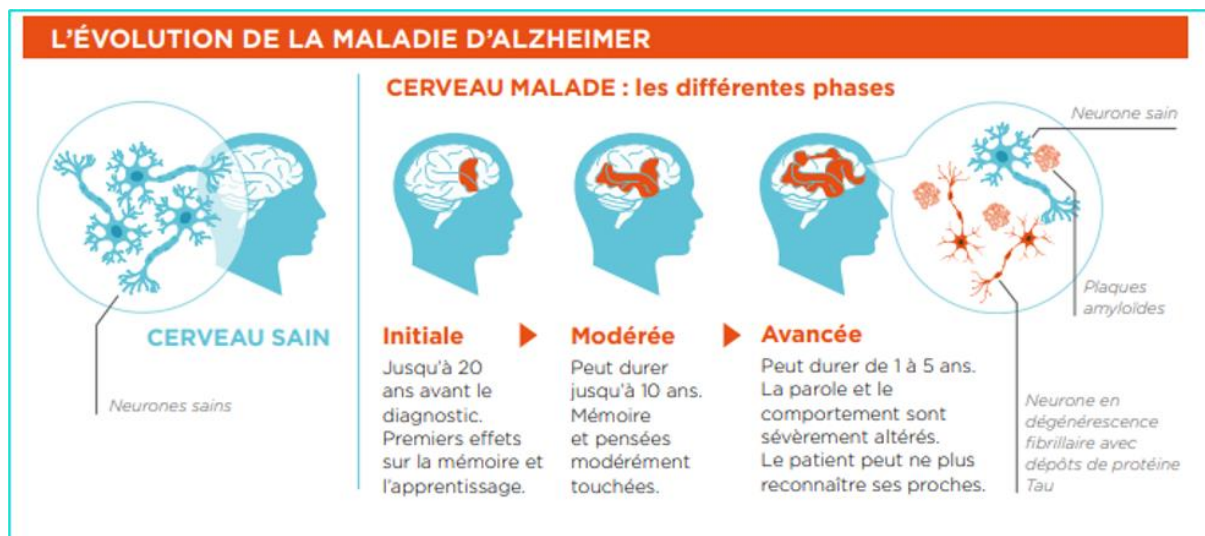 L'ÉVOLUTION DE LA MALADIE D'ALZHEIMER
CERVEAU MALADE : les différentes phases
Neurone sain
Plaques
amyloïdes
CERVEAU SAIN
Neurones sains
Initiale
Jusqu'à 20
ans avant le
diagnostic.
Premiers effets
sur la mémoire et
l'apprentissage.
Modérée
Peut durer
jusqu'à 10 ans.
Mémoire
et pensées
modérément
touchées.
Avancée
Peut durer de 1 à 5 ans.
La parole et le
comportement sont
sévèrement altérés.
Le patient peut ne plus
reconnaître ses proches.
Neurone en
dégénérescence
fibrillaire avec
dépôts de protéine
Tau